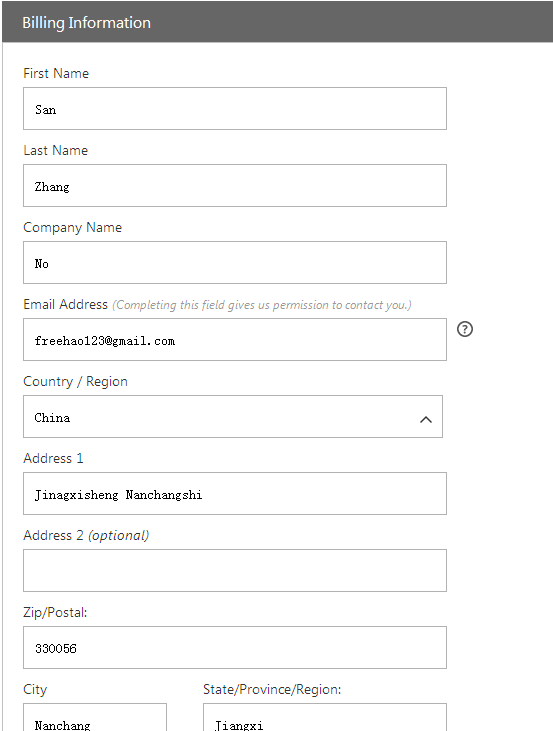 Billing Information
First Name
San
Last Name
Zhang
Company Name
No
Email Address (Completing this field gives us permission to contact you.)
freehao123@gmail.com
?
Country / Region
China
Address 1
Jinagxisheng Nanchangshi
Address 2 (optional)
Zip/Postal:
330056
City State/Province/Region:
Nanchang Jiangxi